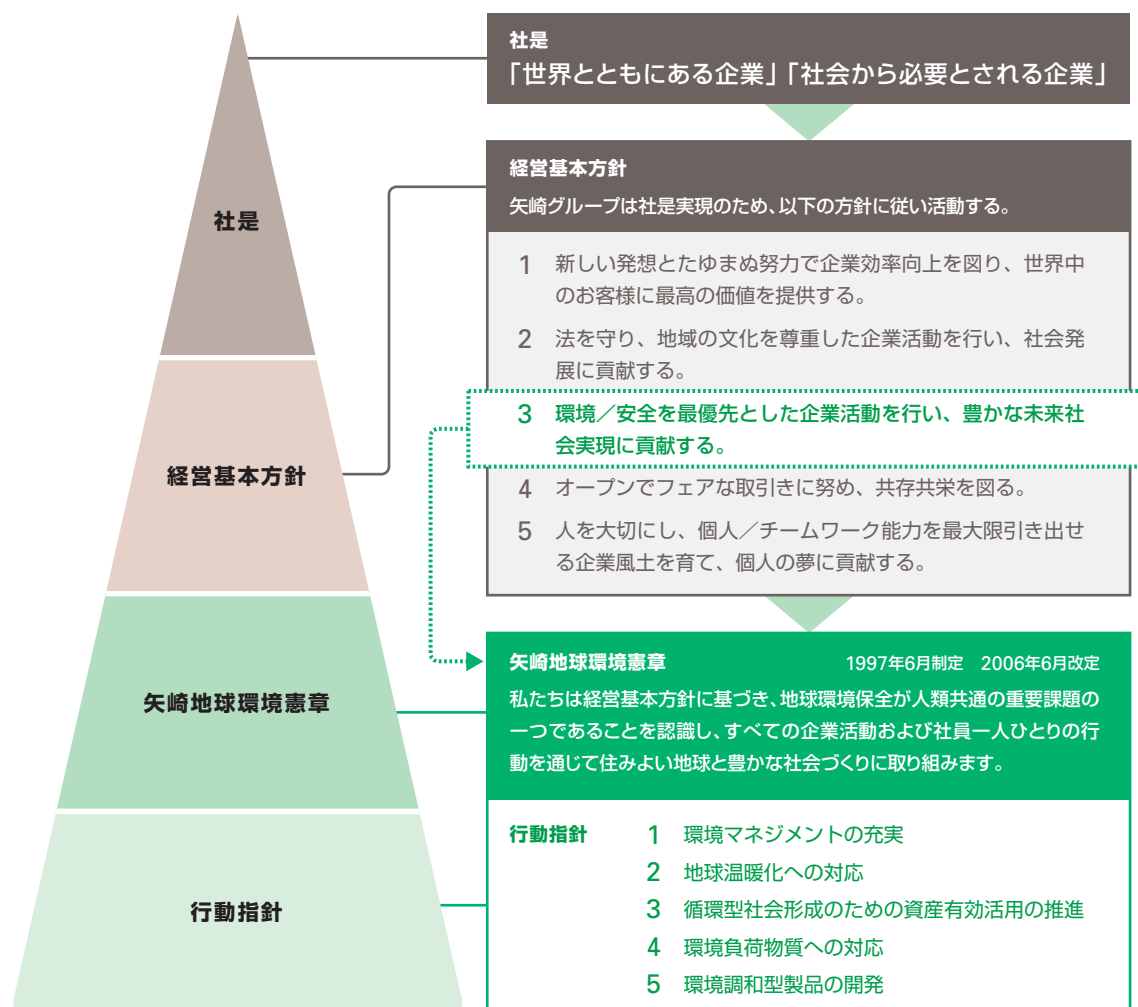 社是
経営基本方針
矢崎地球環境憲章
行動指針
社是
「世界とともにある企業」「社会から必要とされる企業」
経営基本方針
矢崎グループは社是実現のため、以下の方針に従い活動する。
1 新しい発想とたゆまぬ努力で企業効率向上を図り、世界中
のお客様に最高の価値を提供する。
2 法を守り、地域の文化を尊重した企業活動を行い、社会発
展に貢献する。
3 環境／安全を最優先とした企業活動を行い、豊かな未来社
会実現に貢献する。
4 オープンでフェアな取引きに努め、共存共栄を図る。
5 人を大切にし、個人／チームワーク能力を最大限引き出せ
る企業風土を育て、個人の夢に貢献する。
矢崎地球環境憲章 1997年6月制定 2006年6月改定
私たちは経営基本方針に基づき、地球環境保全が人類共通の重要課題の
一つであることを認識し、すべての企業活動および社員一人ひとりの行
動を通じて住みよい地球と豊かな社会づくりに取り組みます。
行動指針 1 環境マネジメントの充実
2 地球温暖化への対応
3 循環型社会形成のための資産有効活用の推進
4 環境負荷物質への対応
5 環境調和型製品の開発